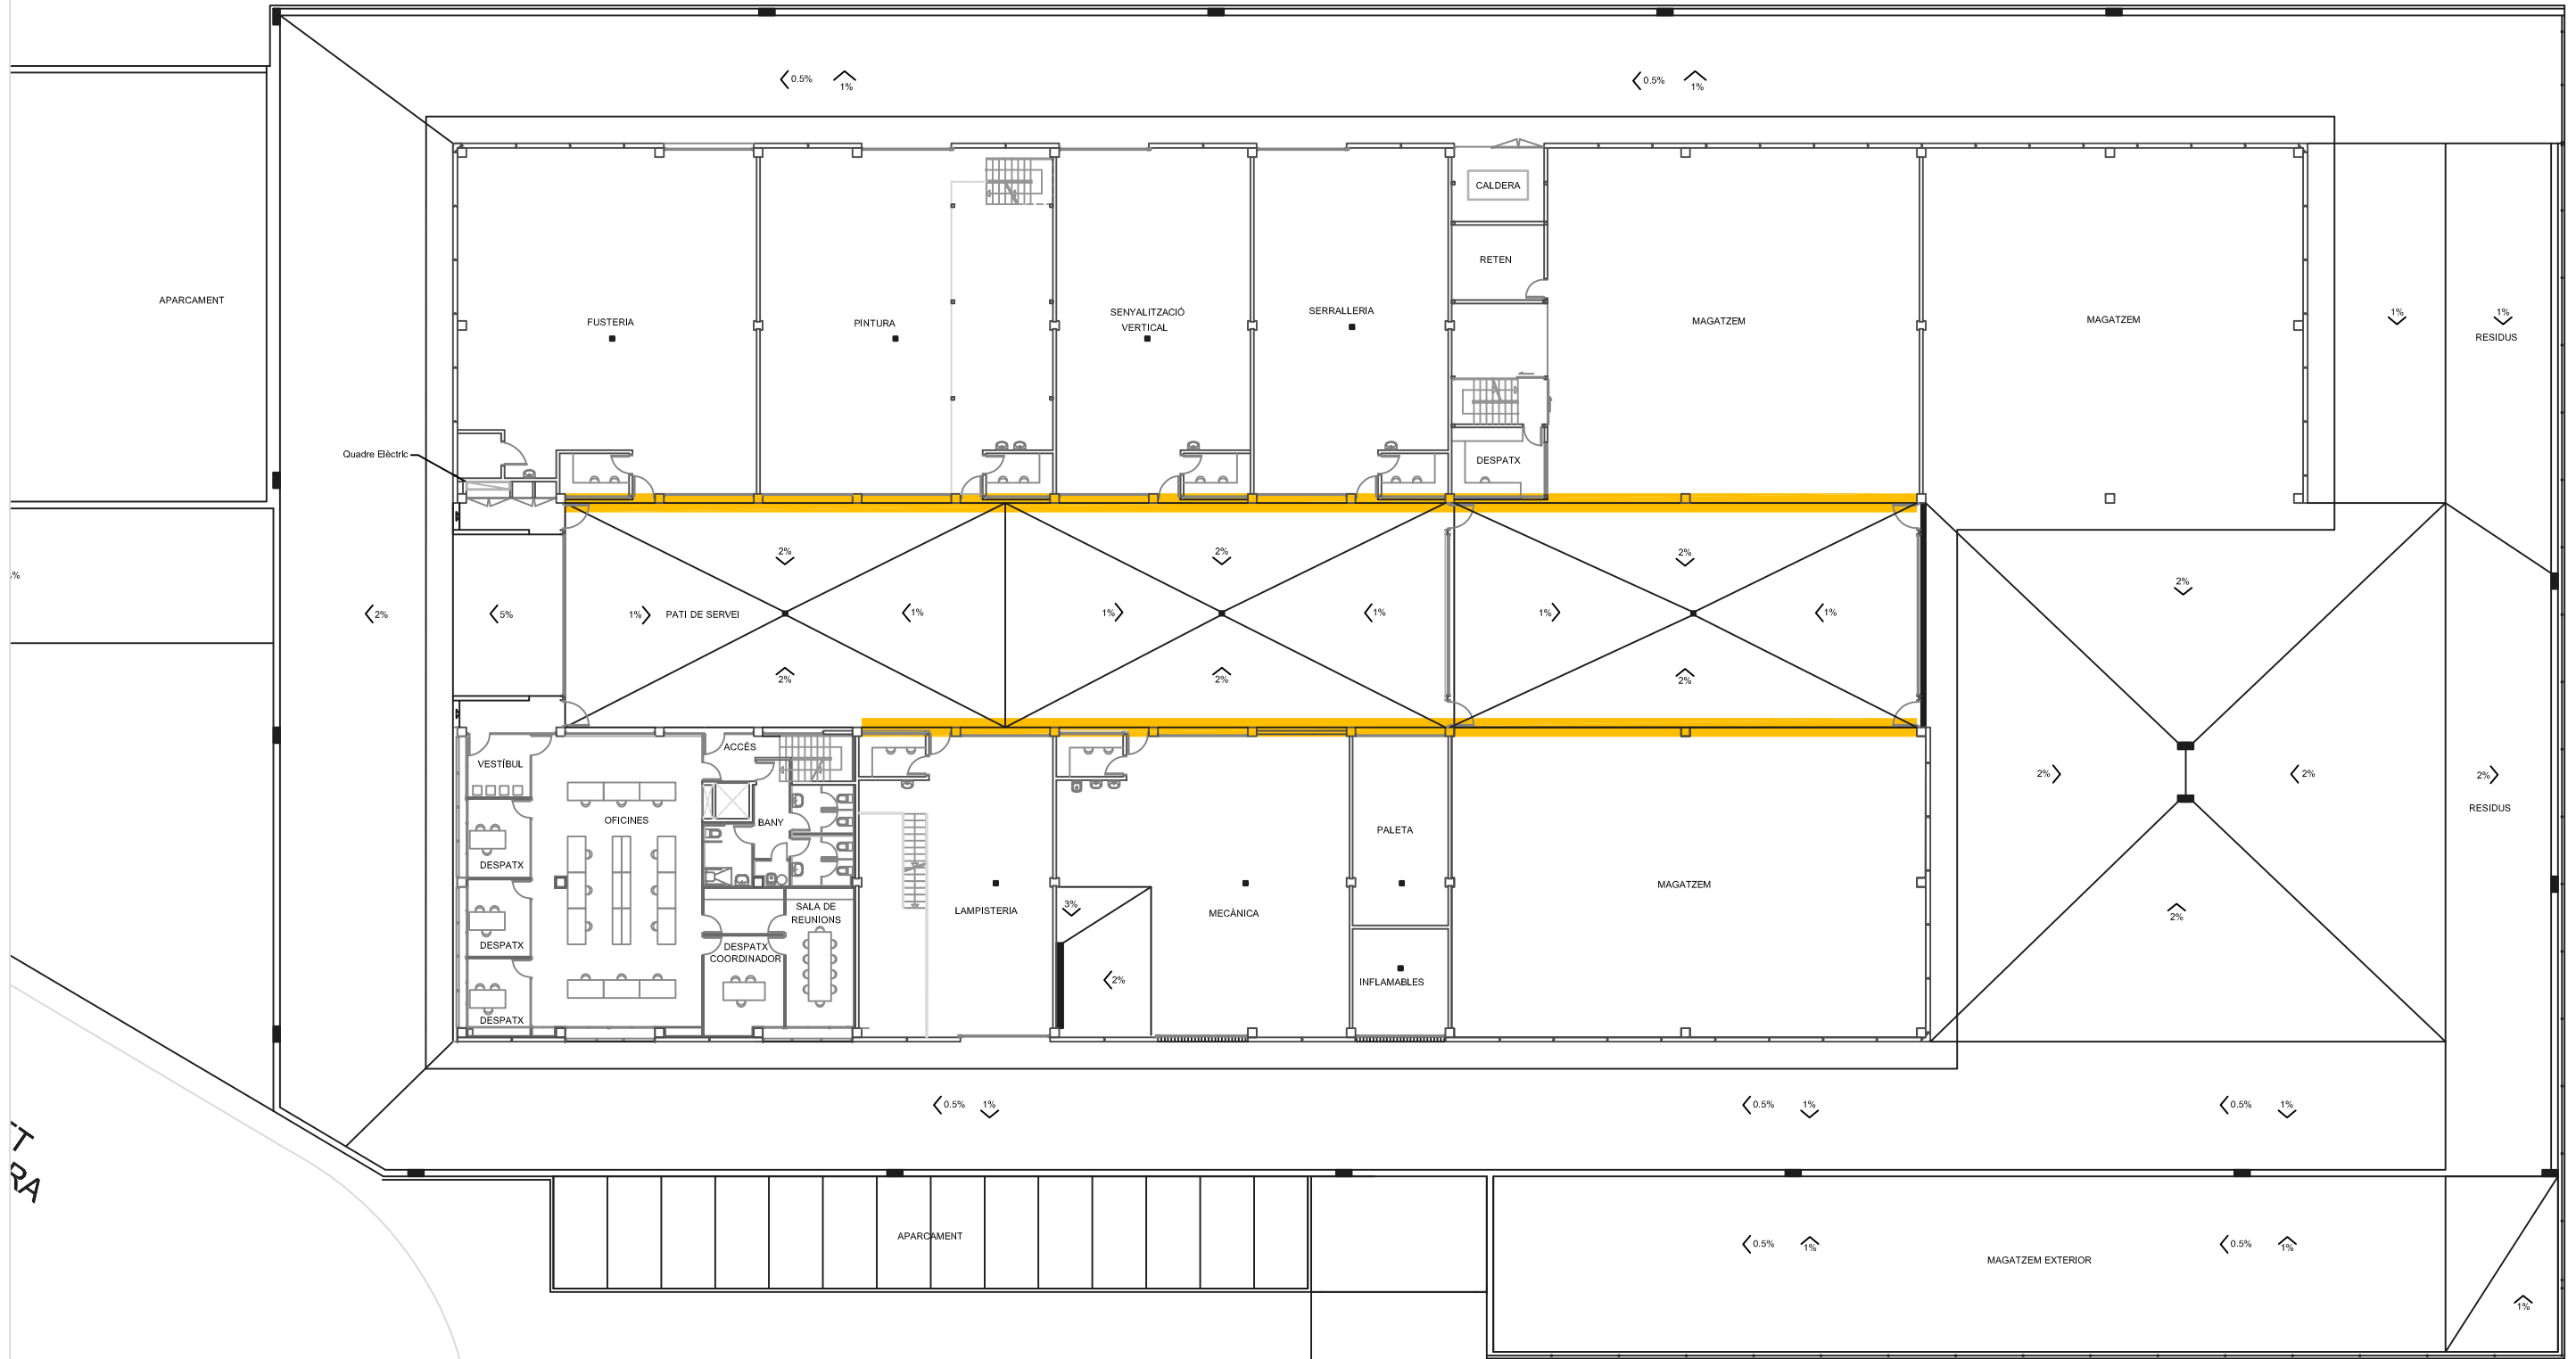 0.5%
1%
0.5%
1%
CALDERA
RETEN
APARCAMENT
FUSTERIA
PINTURA
SENYALITZACIÓ
VERTICAL
SERRALLERIA
MAGATZEM
MAGATZEM
1%
1%
RESIDUS
Quadre Elèctric
DESPATX
2%
2%
2%
2%
%
2%
5%
1%
PATI DE SERVEI
1%
1%
1%
1%
1%
2%
2%
2%
ACCÉS
VESTÍBUL
2%
2%
2%
RESIDUS
OFICINES
BANY
PALETA
DESPATX
MAGATZEM
SALA DE
REUNIONS
LAMPISTERIA
3%
MECÀNICA
2%
DESPATX
DESPATX
COORDINADOR
2%
INFLAMABLES
DESPATX
0.5%
1%
0.5%
1%
0.5%
1%
T
RA
APARCAMENT
0.5%
1%
0.5%
1%
MAGATZEM EXTERIOR
1%